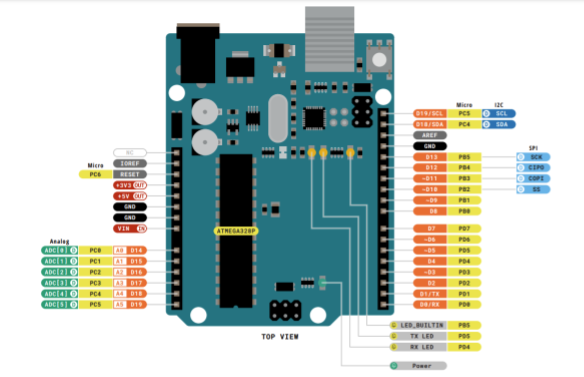 Micro I2C
D19/SCL PC5 SCL
D18/SDA PC4 SDA
AREF
GND
SPI
D13 PB5 SCK
D12 PB4 CIPO
~D11 PB3 COPI
~D10 PB2 SS
~D9 PB1
D8 PB0
D7 PD7
~D6 PD6
~D5 PD5
D4 PD4
~D3 PD3
D2 PD2
D1/TX PD1
D0/RX PD0
NC
IOREF
Micro
PC6 RESET
+3V3 OUT
+5V OUT
GND
GND
VIN IN
Analog
ADC[0] PC0 A0 D14
ADC[1] PC1 A1 D15
ADC[2] PC2 A2 D16
ADC[3] PC3 A3 D17
ADC[4] PC4 A4 D18
ADC[5] PC5 A5 D19
ATMEGA328P
TOP VIEW
LED_BUILTIN PB5
TX LED PD5
RX LED PD4
Power